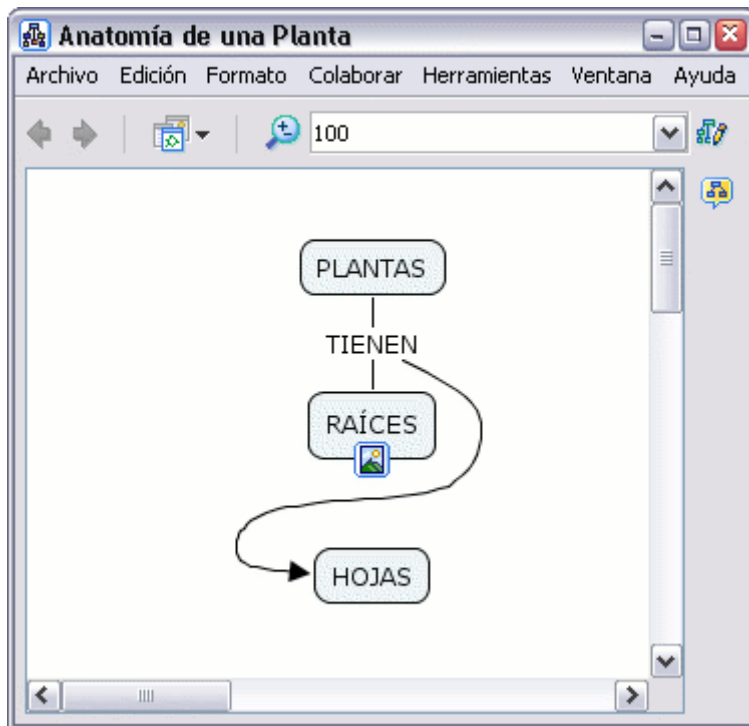 Anatomía de una Planta
Archivo Edición Formato Colaborar Herramientas Ventana Ayuda
100
PLANTAS
TIENEN
RAÍCES
HOJAS